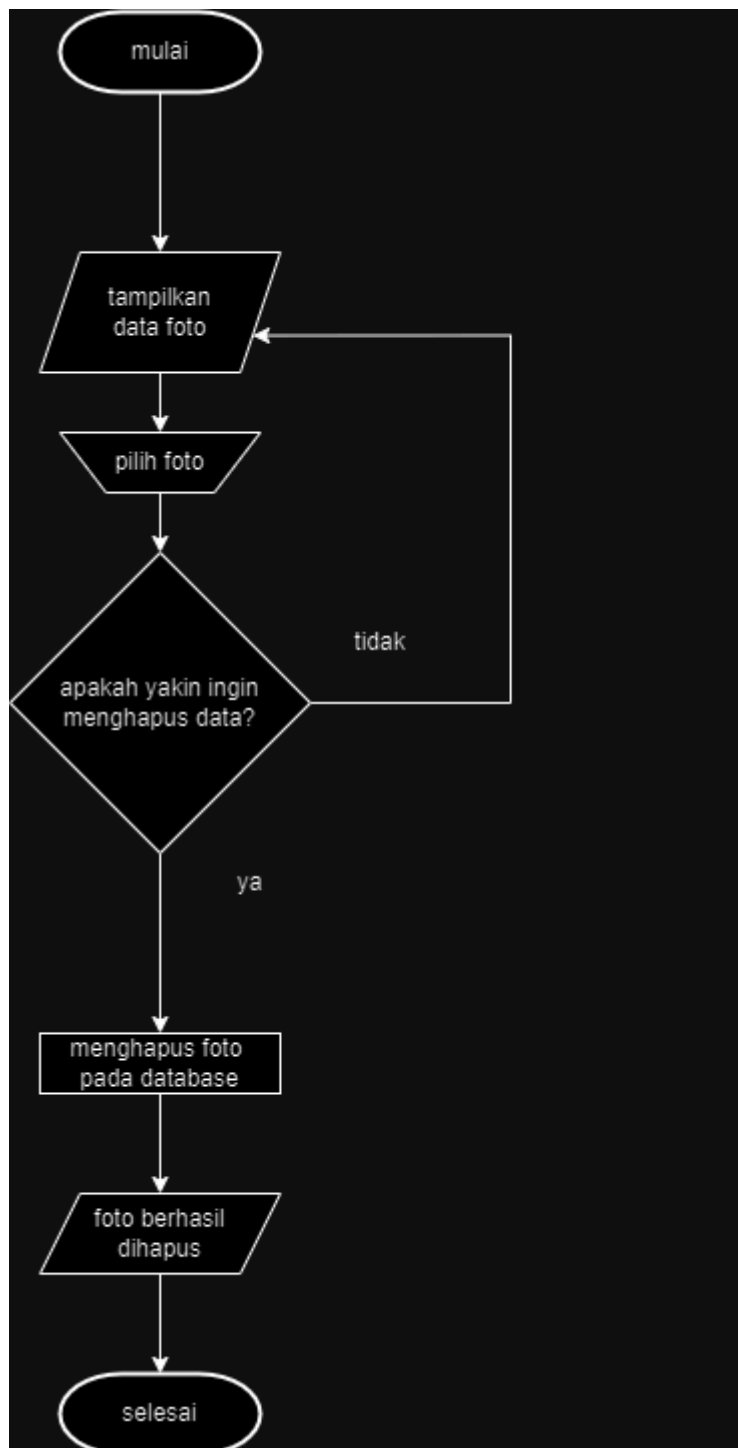 mulai
tampilkan
data foto
pilih foto
tidak
apakah yakin ingin
menghapus data?
ya
menghapus foto
pada database
foto berhasil
dihapus
selesai